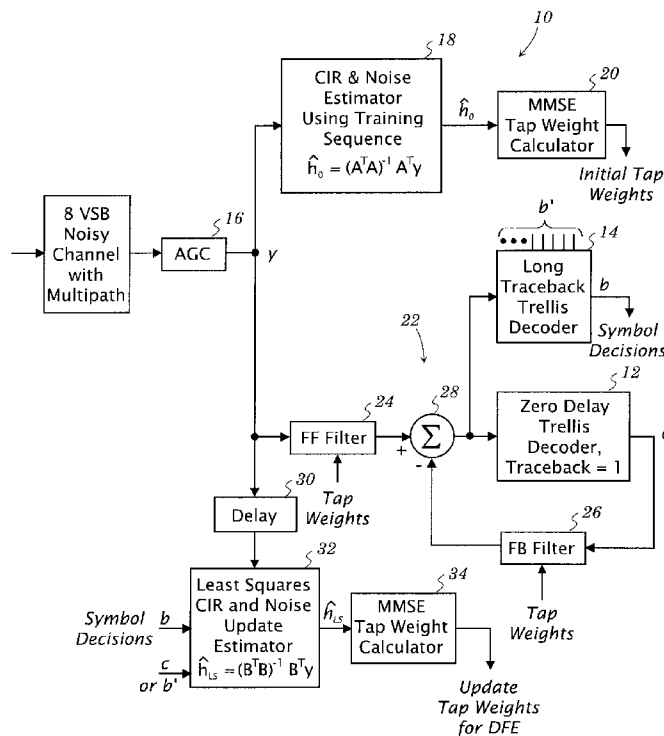 10
18
CIR & Noise
Estimator
Using Training
Sequence
ĥ₀ = (AᵀA)⁻¹ Aᵀy
ĥ₀
20
MMSE
Tap Weight
Calculator
Initial Tap
Weights
8 VSB
Noisy
Channel
with
Multipath
16
AGC
y
b'
14
Long
Traceback
Trellis
Decoder
b
Symbol
Decisions
22
24
FF Filter
Tap
Weights
28
Σ
+
-
12
Zero Delay
Trellis
Decoder,
Traceback = 1
26
FB Filter
Tap
Weights
30
Delay
32
Least Squares
CIR and Noise
Update
Estimator
ĥLS = (BᵀB)⁻¹ Bᵀy
Symbol
Decisions
b
c
or b'
ĥLS
34
MMSE
Tap Weight
Calculator
Update
Tap Weights
for DFE